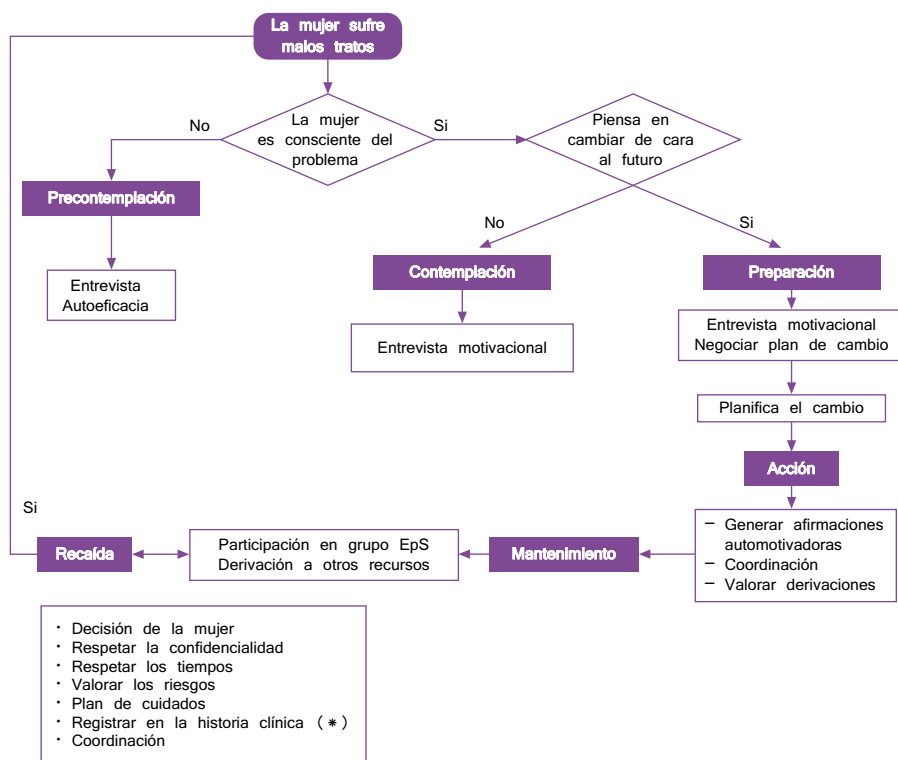 La mujer sufre
malos tratos
La mujer
es consciente del
problema
No
Si
Piensa en
cambiar de cara
al futuro
Precontemplación
No
Si
Entrevista
Autoeficacia
Contemplación
Preparación
Entrevista motivacional
Entrevista motivacional
Negociar plan de cambio
Planifica el cambio
Acción
Si
Recaída
Participación en grupo EpS
Derivación a otros recursos
Mantenimiento
– Generar afirmaciones
automotivadoras
– Coordinación
– Valorar derivaciones
· Decisión de la mujer
· Respetar la confidencialidad
· Respetar los tiempos
· Valorar los riesgos
· Plan de cuidados
· Registrar en la historia clínica (*)
· Coordinación